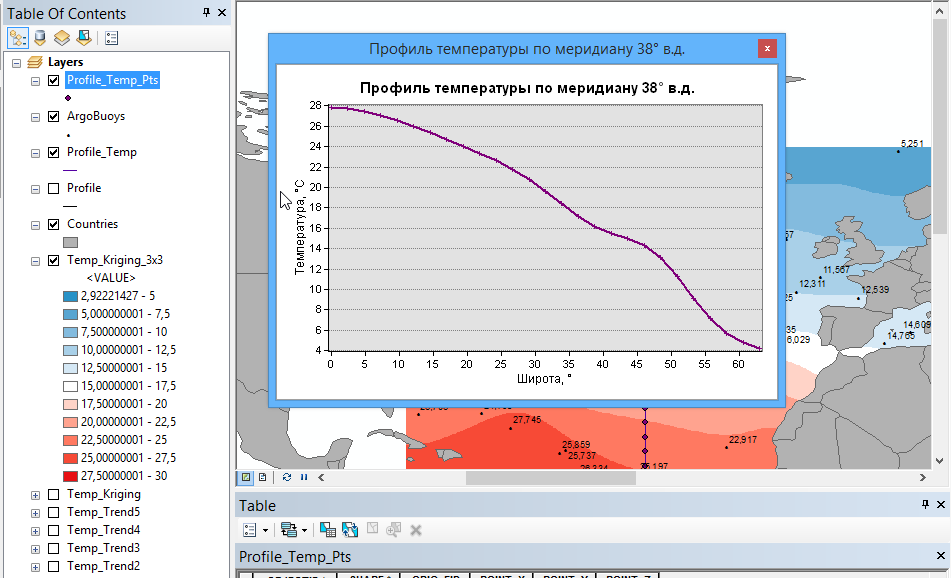 Table Of Contents
Layers
Profile_Temp_Pts
ArgoBuoys
Profile_Temp
Profile
Countries
Temp_Kriging_3x3
<VALUE>
2,92221427 - 5
5,000000001 - 7,5
7,500000001 - 10
10,00000001 - 12,5
12,50000001 - 15
15,00000001 - 17,5
17,50000001 - 20
20,00000001 - 22,5
22,50000001 - 25
25,00000001 - 27,5
27,50000001 - 30
Temp_Kriging
Temp_Trend5
Temp_Trend4
Temp_Trend3
Temp_Trend2
Профиль температуры по меридиану 38° в.д.
Профиль температуры по меридиану 38° в.д.
Температура, °С
28
26
24
22
20
18
16
14
12
10
8
6
4
0 5 10 15 20 25 30 35 40 45 50 55 60
Широта, °
5,251
11,567
12,311
12,539
14,609
14,765
6,029
27,745
25,859
25,737
22,917
Table
Profile_Temp_Pts